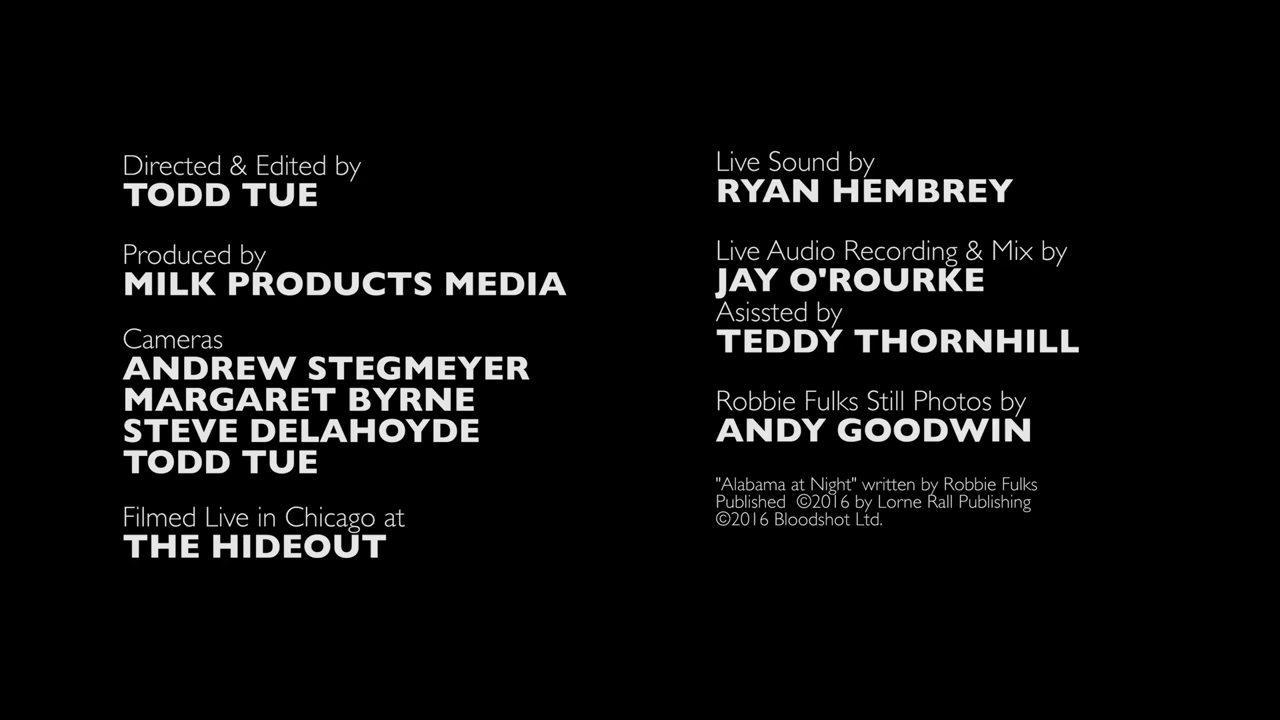 Directed & Edited by
TODD TUE
Produced by
MILK PRODUCTS MEDIA
Cameras
ANDREW STEGMEYER
MARGARET BYRNE
STEVE DELAHOYDE
TODD TUE
Filmed Live in Chicago at
THE HIDEOUT
Live Sound by
RYAN HEMBREY
Live Audio Recording & Mix by
JAY O'ROURKE
Asissted by
TEDDY THORNHILL
Robbie Fulks Still Photos by
ANDY GOODWIN
"Alabama at Night" written by Robbie Fulks
Published  ©2016 by Lorne Rall Publishing
©2016 Bloodshot Ltd.